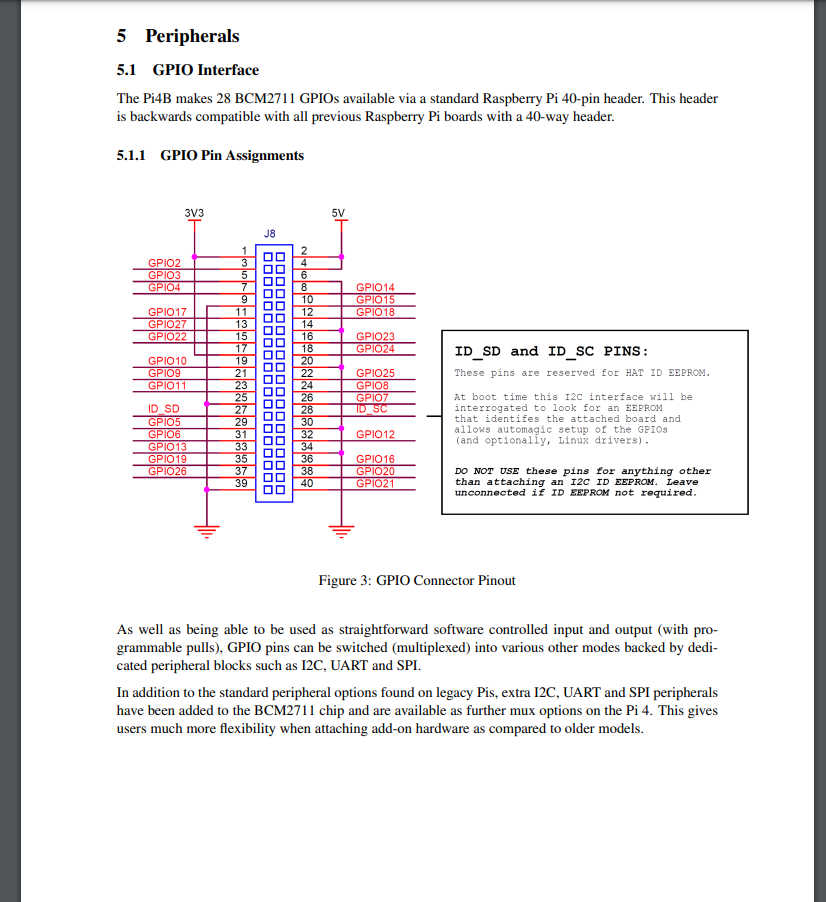 5 Peripherals
5.1 GPIO Interface
The Pi4B makes 28 BCM2711 GPIOs available via a standard Raspberry Pi 40-pin header. This header
is backwards compatible with all previous Raspberry Pi boards with a 40-way header.
5.1.1 GPIO Pin Assignments
3V3 5V
J8
1 2
GPIO2 3 4
GPIO3 5 6
GPIO4 7 8 GPIO14
9 10 GPIO15
GPIO17 11 12 GPIO18
GPIO27 13 14
GPIO22 15 16 GPIO23
17 18 GPIO24
GPIO10 19 20
GPIO9 21 22 GPIO25
GPIO11 23 24 GPIO8
25 26 GPIO7
ID_SD 27 28 ID_SC
GPIO5 29 30
GPIO6 31 32 GPIO12
GPIO13 33 34
GPIO19 35 36 GPIO16
GPIO26 37 38 GPIO20
39 40 GPIO21
ID_SD and ID_SC PINS:
These pins are reserved for HAT ID EEPROM.
At boot time this I2C interface will be
interrogated to look for an EEPROM
that identifes the attached board and
allows automagic setup of the GPIOs
(and optionally, Linux drivers).
DO NOT USE these pins for anything other
than attaching an I2C ID EEPROM. Leave
unconnected if ID EEPROM not required.
Figure 3: GPIO Connector Pinout
As well as being able to be used as straightforward software controlled input and output (with pro-
grammable pulls), GPIO pins can be switched (multiplexed) into various other modes backed by dedi-
cated peripheral blocks such as I2C, UART and SPI.
In addition to the standard peripheral options found on legacy Pis, extra I2C, UART and SPI peripherals
have been added to the BCM2711 chip and are available as further mux options on the Pi 4. This gives
users much more flexibility when attaching add-on hardware as compared to older models.